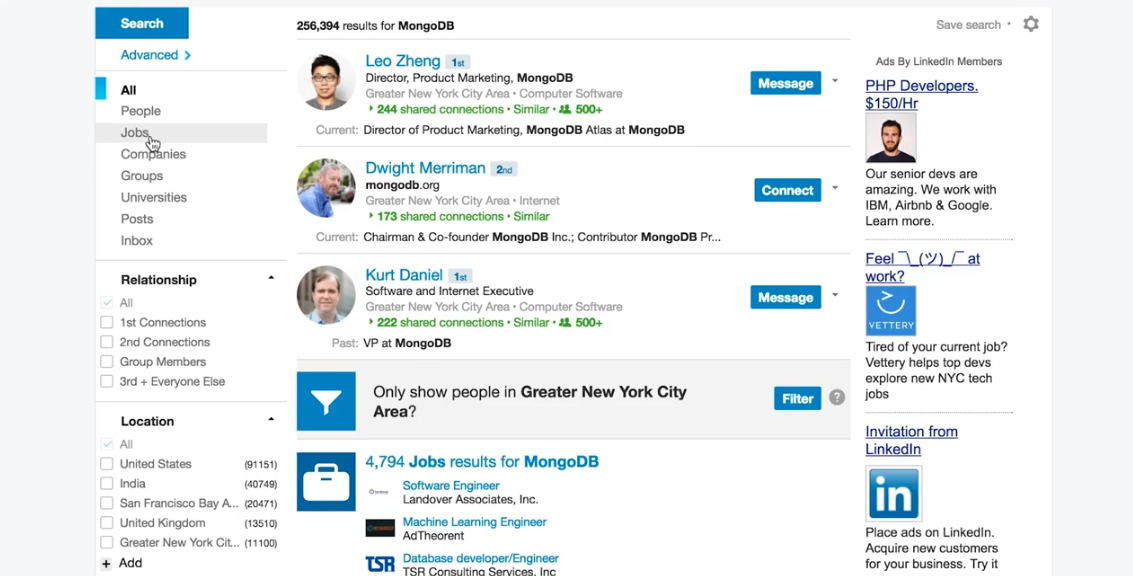 Search
Advanced >
All
People
Jobs
Companies
Groups
Universities
Posts
Inbox
Relationship
All
1st Connections
2nd Connections
Group Members
3rd + Everyone Else
Location
All
United States (91151)
India (40749)
San Francisco Bay A... (20471)
United Kingdom (13510)
Greater New York Cit... (11100)
+ Add
256,394 results for MongoDB
Save search •
Leo Zheng 1st
Director, Product Marketing, MongoDB
Greater New York City Area • Computer Software
244 shared connections • Similar • 500+
Current: Director of Product Marketing, MongoDB Atlas at MongoDB
Message
Dwight Merriman 2nd
mongodb.org
Greater New York City Area • Internet
173 shared connections • Similar
Current: Chairman & Co-founder MongoDB Inc.; Contributor MongoDB Pr...
Connect
Kurt Daniel 1st
Software and Internet Executive
Greater New York City Area • Computer Software
222 shared connections • Similar • 500+
Past: VP at MongoDB
Message
Only show people in Greater New York City
Area?
Filter ?
4,794 Jobs results for MongoDB
Software Engineer
Landover Associates, Inc.
Machine Learning Engineer
AdTheorent
TSR
Database developer/Engineer
TSR Consulting Services, Inc
Ads By LinkedIn Members
PHP Developers.
$150/Hr
Our senior devs are
amazing. We work with
IBM, Airbnb & Google.
Learn more.
Feel ¯\_(ツ)_/¯ at
work?
VETTERY
Tired of your current job?
Vettery helps top devs
explore new NYC tech
jobs
Invitation from
LinkedIn
in
Place ads on LinkedIn.
Acquire new customers
for your business. Try it